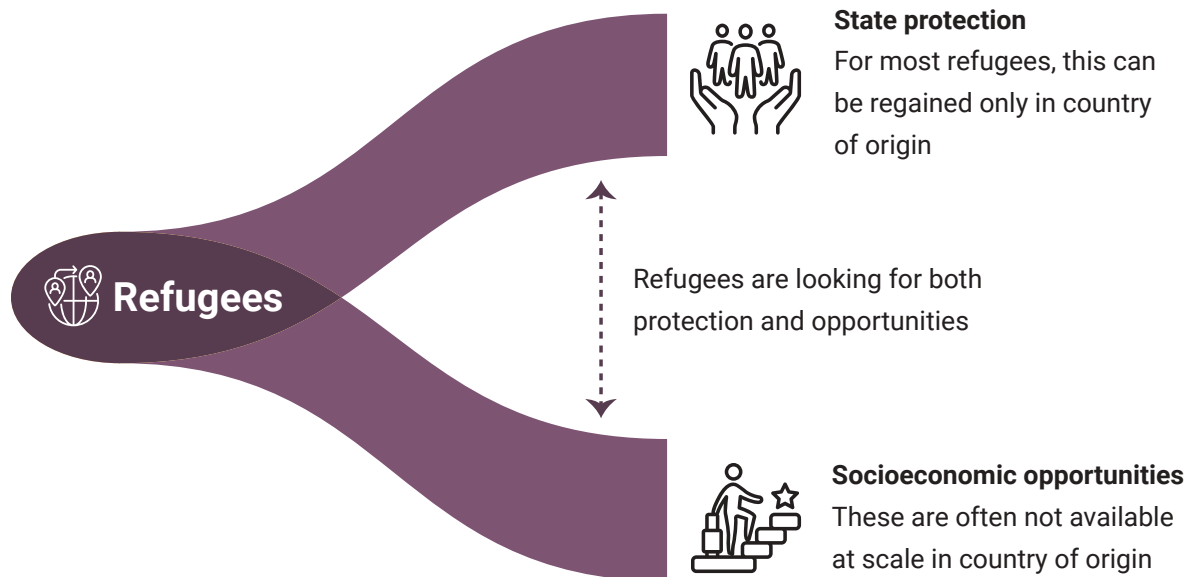 State protection
For most refugees, this can
be regained only in country
of origin
Refugees
Refugees are looking for both
protection and opportunities
Socioeconomic opportunities
These are often not available
at scale in country of origin